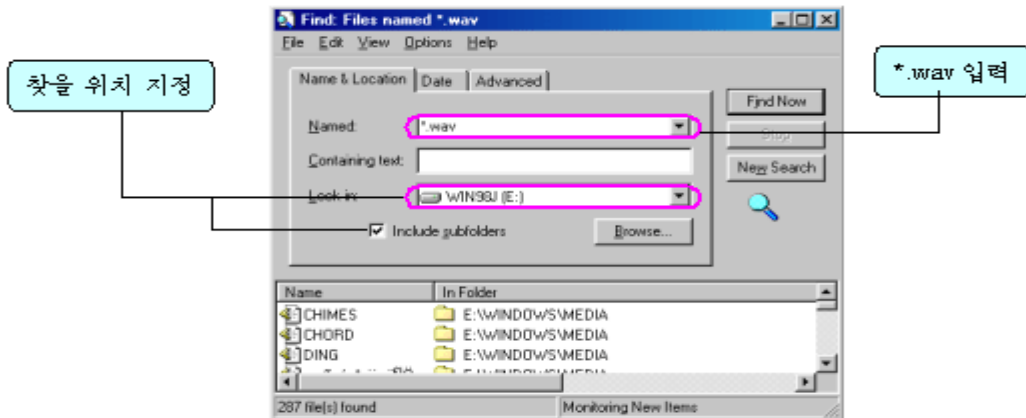 Find: Files named *.wav
File Edit View Options Help
찾을 위치 지정
*.wav 입력
Name & Location Date Advanced
Find Now
Named: *.wav
Stop
Containing text:
New Search
Look in: WIN98J (E:)
Include subfolders Browse...
Name In Folder
CHIMES E:\WINDOWS\MEDIA
CHORD E:\WINDOWS\MEDIA
DING E:\WINDOWS\MEDIA
287 file(s) found Monitoring New Items